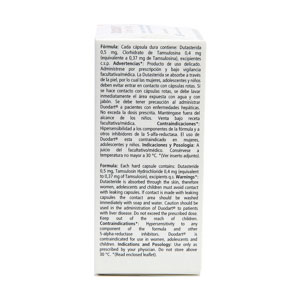 Fórmula: Cada cápsula dura contiene: Dutasterida
0,5 mg, Clorhidrato de Tamsulosina 0,4 mg
(equivalente a 0,37 mg de Tamsulosina), excipientes
c.s.p. Advertencias*: Producto de uso delicado.
Adminístrese por prescripción y bajo vigilancia
facultativa/médica. La Dutasterida se absorbe a través
de la piel, por lo cual las mujeres, adolescentes y niños
deben evitar entrar en contacto con cápsulas rotas. Si
se hace contacto con cápsulas rotas se debe lavar
inmediatamente el área expuesta con agua y con
jabón. Se debe tener precaución al administrar
Duodart® a pacientes con enfermedades hepáticas.
No exceda la dosis prescrita. Manténgase fuera del
alcance de los niños. Venta bajo receta
facultativa/médica. Contraindicaciones*:
Hipersensibilidad a los componentes de la fórmula o a
otros inhibidores de la 5-alfa-reductasa. El uso de
Duodart® está contraindicado en mujeres,
adolescentes y niños. Indicaciones y Posología: A
juicio del facultativo/médico. Consérvese a
temperatura no mayor a 30 °C. *(Ver inserto adjunto).
Formula: Each hard capsule contains: Dutasteride
0,5 mg, Tamsulosin Hydrochloride 0,4 mg (equivalent
to 0,37 mg of Tamsulosin), excipients q.s. Warnings*:
Dutasteride is absorbed through the skin, therefore
women, adolescents and children must avoid contact
with leaking capsules. If contact is made with leaking
capsules the contact area should be washed
immediately with soap and water. Caution should be
used in the administration of Duodart® to patients
with liver disease. Do not exceed the prescribed dose.
Keep out of the reach of children.
Contraindications*: Hypersensitivity to any
component of the formula and other
5-alpha-reductase inhibitors. Duodart® is
contraindicated for use in women, adolescents and
children. Indications and Posology: Use only as
prescribed by your physician. Do not store above
30 °C. *(Read enclosed leaflet).